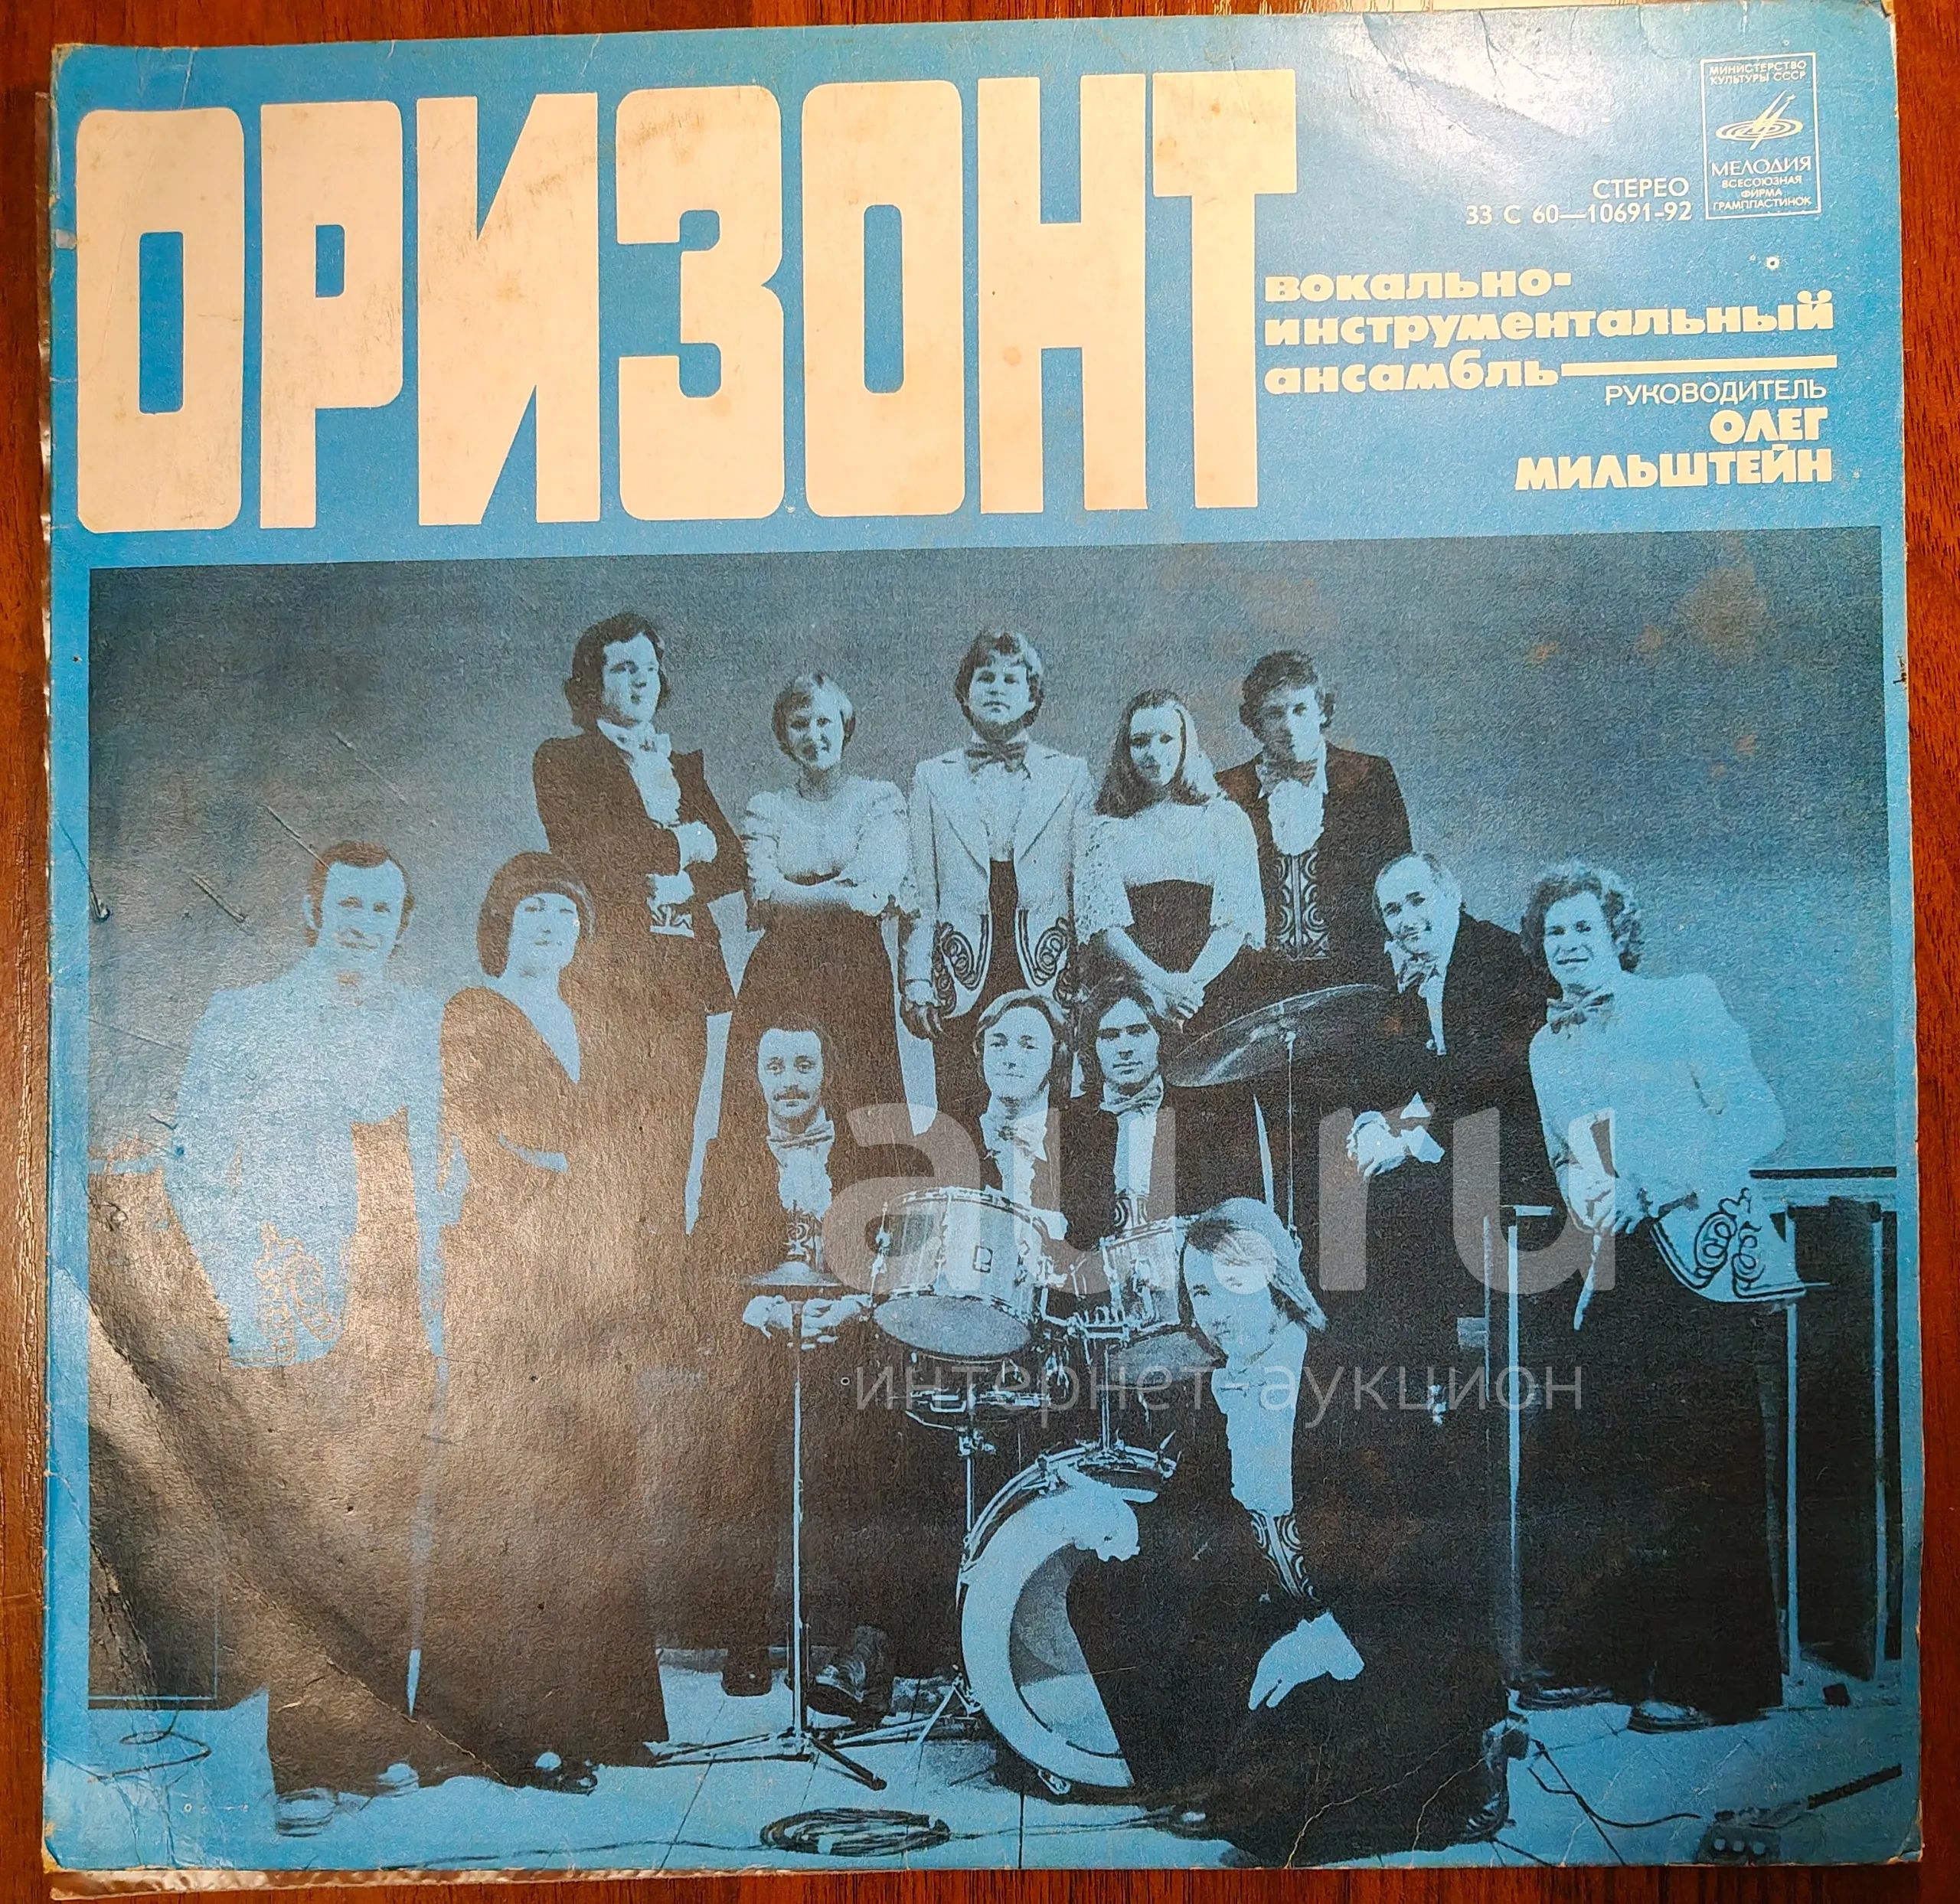 ОРИЗОНТ
МИНИСТЕРСТВО
КУЛЬТУРЫ СССР
МЕЛОДИЯ
ВСЕСОЮЗНАЯ
ФИРМА
ГРАМПЛАСТИНОК
СТЕРЕО
33 С 60—10691-92
вокально-
инструментальный
ансамбль
РУКОВОДИТЕЛЬ
ОЛЕГ
МИЛЬШТЕЙН
au.ru
интернет-аукцион